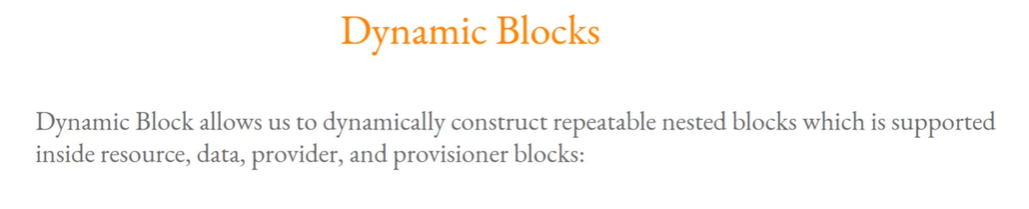 Dynamic Blocks
Dynamic Block allows us to dynamically construct repeatable nested blocks which is supported
inside resource, data, provider, and provisioner blocks: